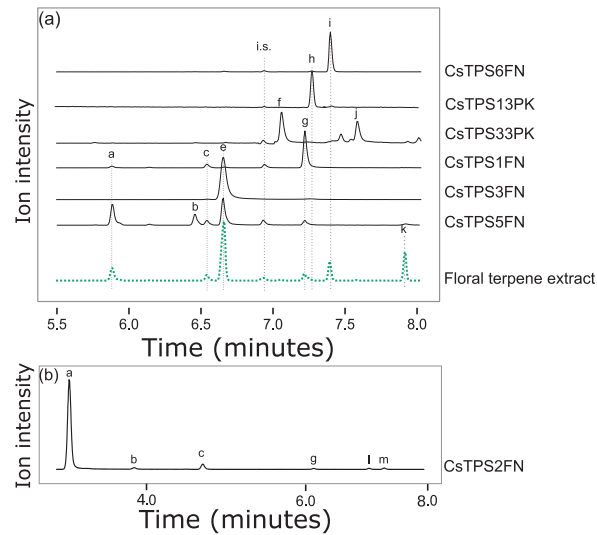 (a)
i
i.s.
h
CsTPS6FN
f
CsTPS13PK
j
g
CsTPS33PK
a
c
e
CsTPS1FN
CsTPS3FN
b
CsTPS5FN
k
Floral terpene extract
Ion intensity
5.5 6.0 6.5 7.0 7.5 8.0
Time (minutes)
(b)
a
b
c
g
l
m
CsTPS2FN
Ion intensity
4.0 6.0 8.0
Time (minutes)